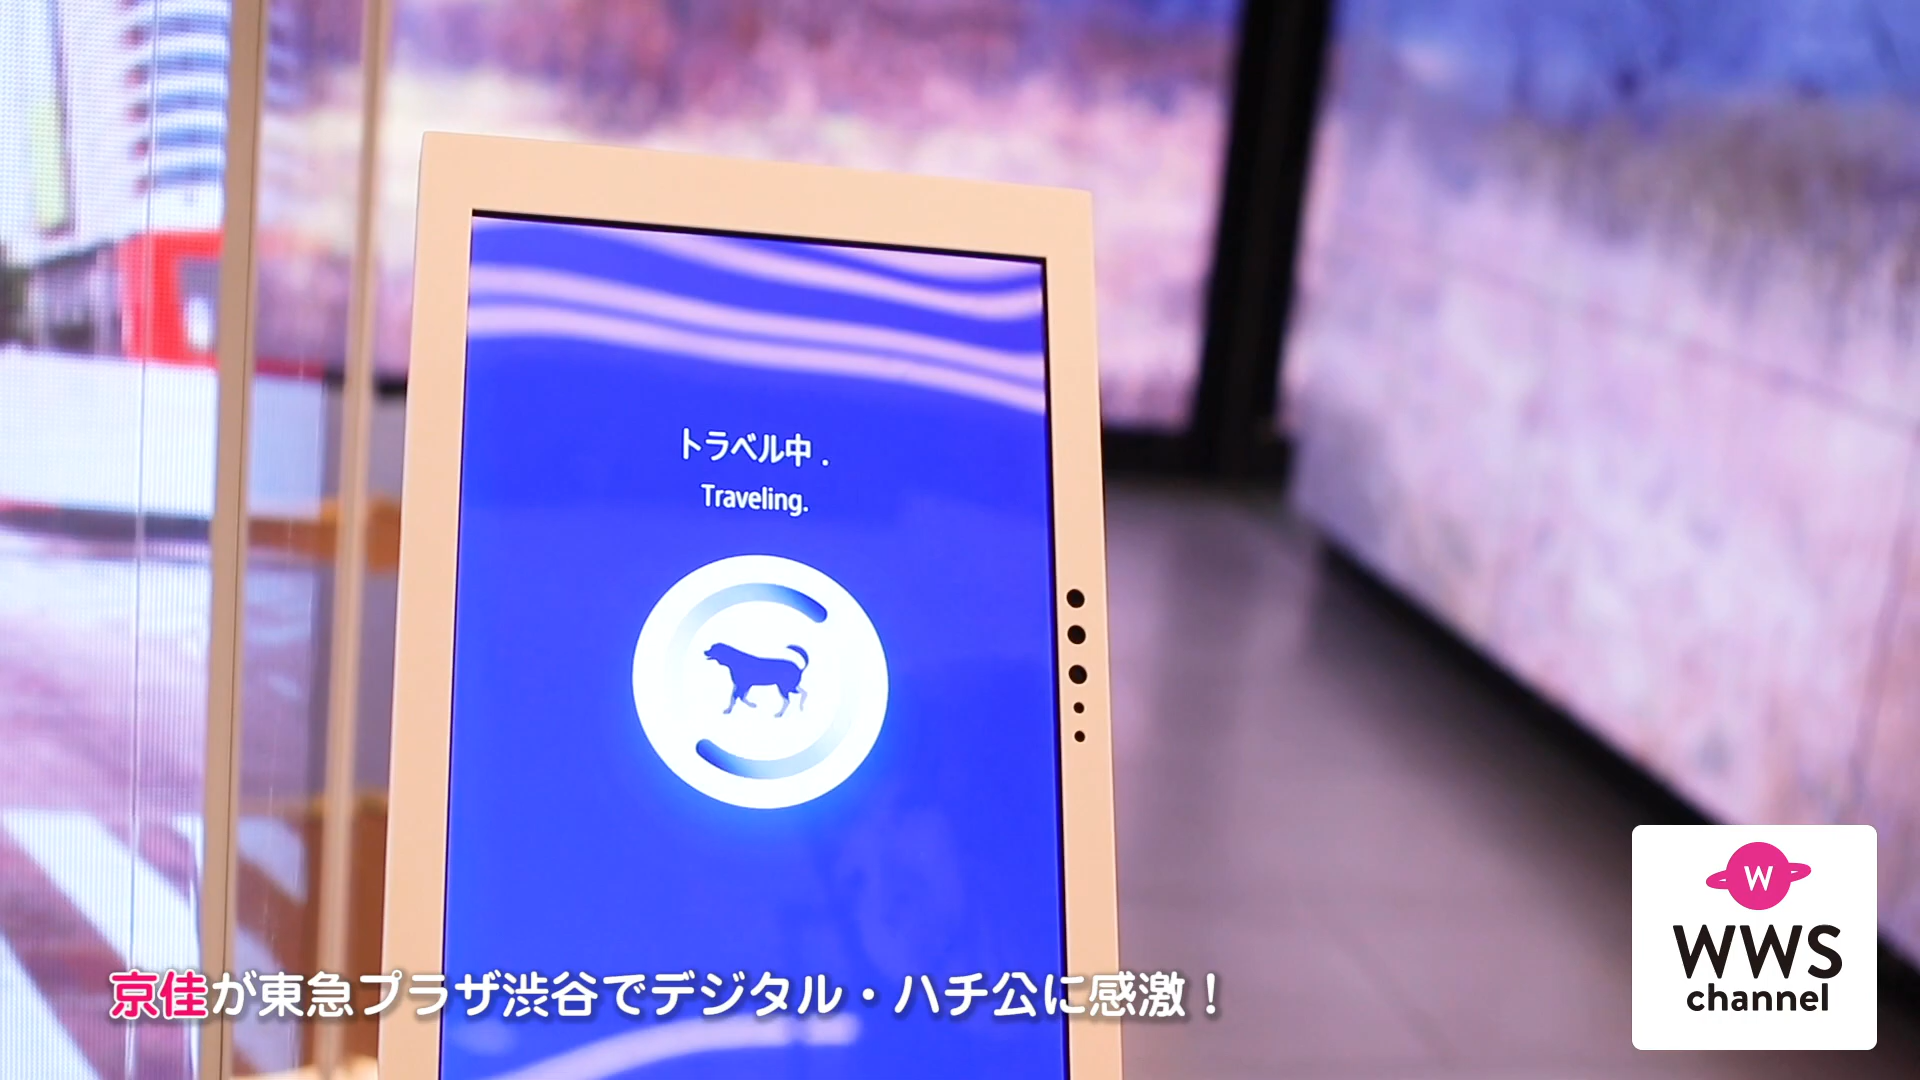 トラベル中 .
Traveling.
京佳が東急プラザ渋谷でデジタル・ハチ公に感激！
W
WWS
channel